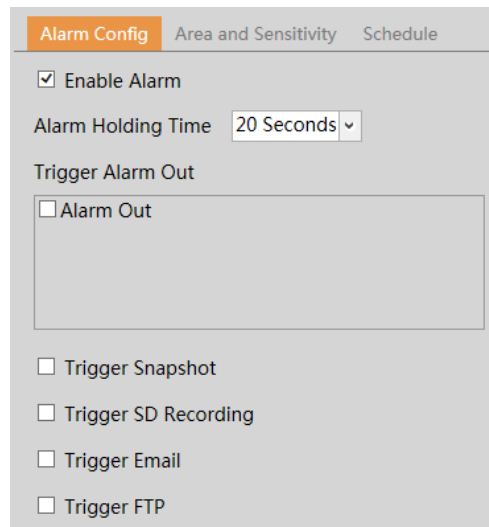 Alarm Config Area and Sensitivity Schedule
Enable Alarm
Alarm Holding Time 20 Seconds
Trigger Alarm Out
Alarm Out
Trigger Snapshot
Trigger SD Recording
Trigger Email
Trigger FTP